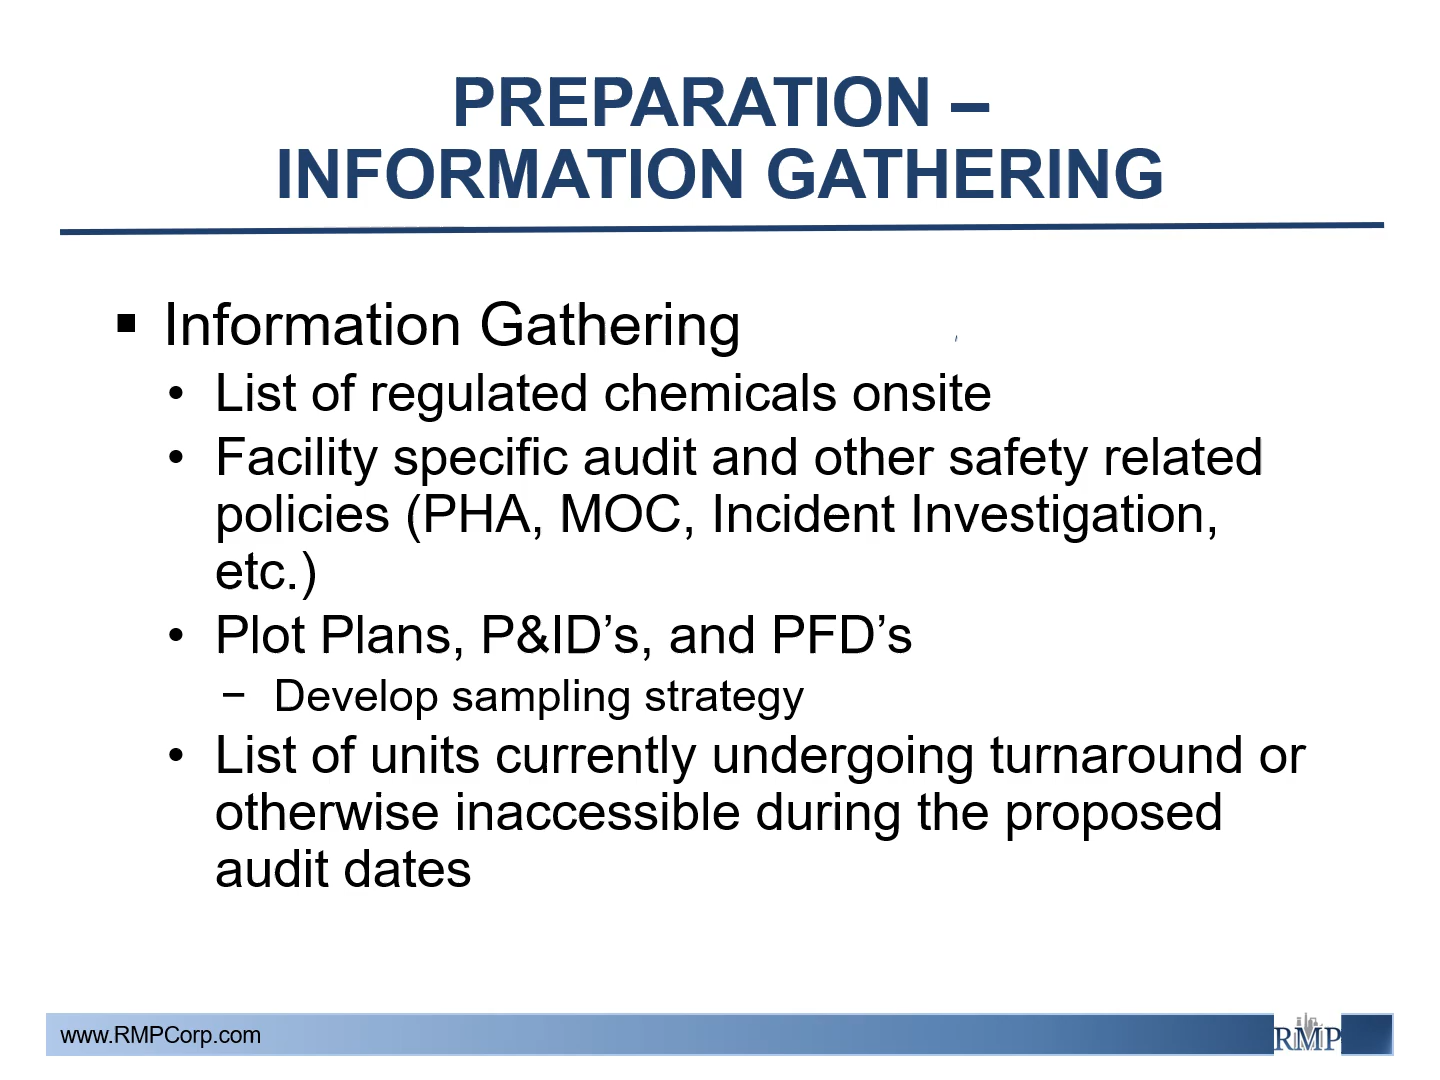 PREPARATION –
INFORMATION GATHERING
▪ Information Gathering
• List of regulated chemicals onsite
• Facility specific audit and other safety related
policies (PHA, MOC, Incident Investigation,
etc.)
• Plot Plans, P&ID’s, and PFD’s
− Develop sampling strategy
• List of units currently undergoing turnaround or
otherwise inaccessible during the proposed
audit dates
www.RMPCorp.com
RMP